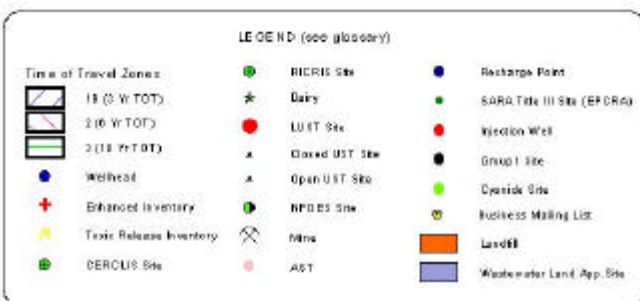 LEGEND (see glossary)
Time of Travel Zones
1B (3 Yr TOT)
2 (6 Yr TOT)
3 (10 Yr TOT)
Wellhead
Enhanced Inventory
Toxic Release Inventory
CERCLIS Site
RICRIS Site
Dairy
LUST Site
Closed UST Site
Open UST Site
NPDES Site
Mine
AST
Recharge Point
SARA Title III Site (EPCRA)
Injection Well
Group 1 Site
Cyanide Site
Business Mailing List
Landfill
Wastewater Land App. Site